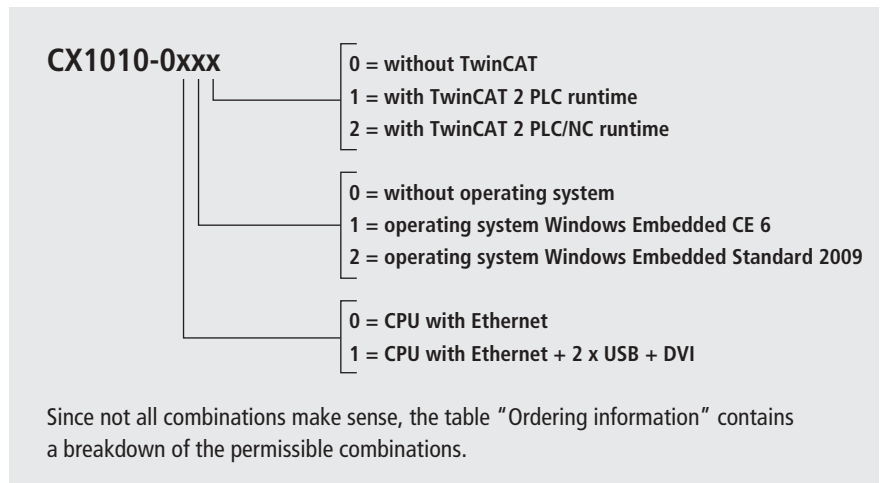 CX1010-0xxx
0 = without TwinCAT
1 = with TwinCAT 2 PLC runtime
2 = with TwinCAT 2 PLC/NC runtime
0 = without operating system
1 = operating system Windows Embedded CE 6
2 = operating system Windows Embedded Standard 2009
0 = CPU with Ethernet
1 = CPU with Ethernet + 2 x USB + DVI
Since not all combinations make sense, the table “Ordering information” contains
a breakdown of the permissible combinations.